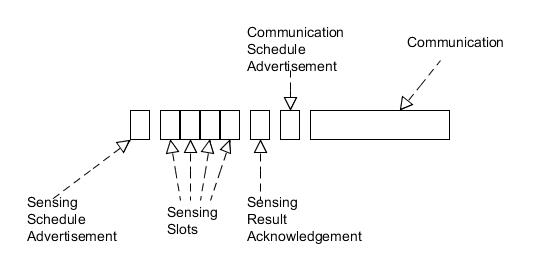 Communication
Schedule
Advertisement
Communication
Sensing
Schedule
Advertisement
Sensing
Slots
Sensing
Result
Acknowledgement